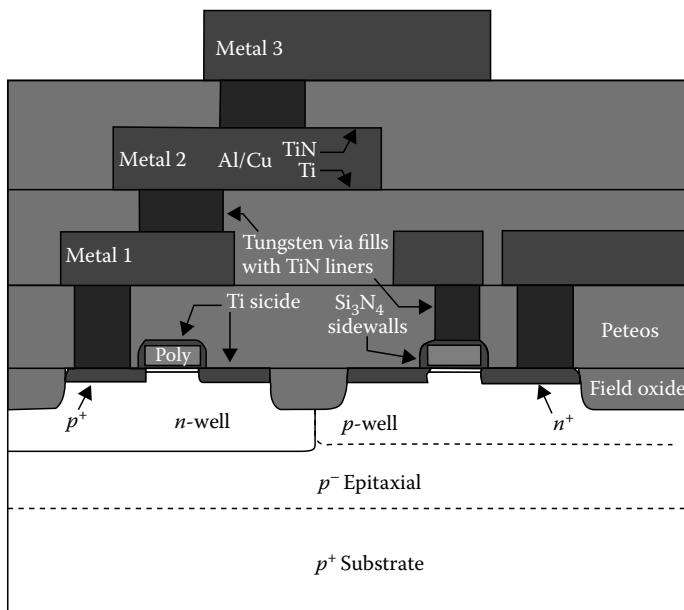 Metal 3
Metal 2
Al/Cu
TiN
Ti
Metal 1
Tungsten via fills
with TiN liners
Ti sicide
Si₃N₄
sidewalls
Peteos
Poly
Field oxide
p⁺
n-well
p-well
n⁺
p⁻ Epitaxial
p⁺ Substrate